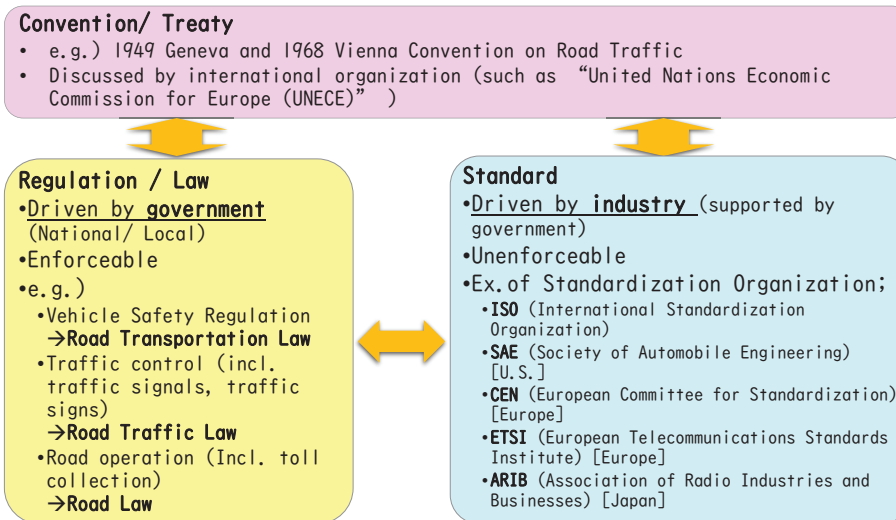 Convention/ Treaty
• e.g.) 1949 Geneva and 1968 Vienna Convention on Road Traffic
• Discussed by international organization (such as “United Nations Economic
Commission for Europe (UNECE)” )
Regulation / Law
•Driven by government
(National/ Local)
•Enforceable
•e.g.)
•Vehicle Safety Regulation
→Road Transportation Law
•Traffic control (incl.
traffic signals, traffic
signs)
→Road Traffic Law
•Road operation (Incl. toll
collection)
→Road Law
Standard
•Driven by industry (supported by
government)
•Unenforceable
•Ex.of Standardization Organization;
•ISO (International Standardization
Organization)
•SAE (Society of Automobile Engineering)
[U.S.]
•CEN (European Committee for Standardization)
[Europe]
•ETSI (European Telecommunications Standards
Institute) [Europe]
•ARIB (Association of Radio Industries and
Businesses) [Japan]